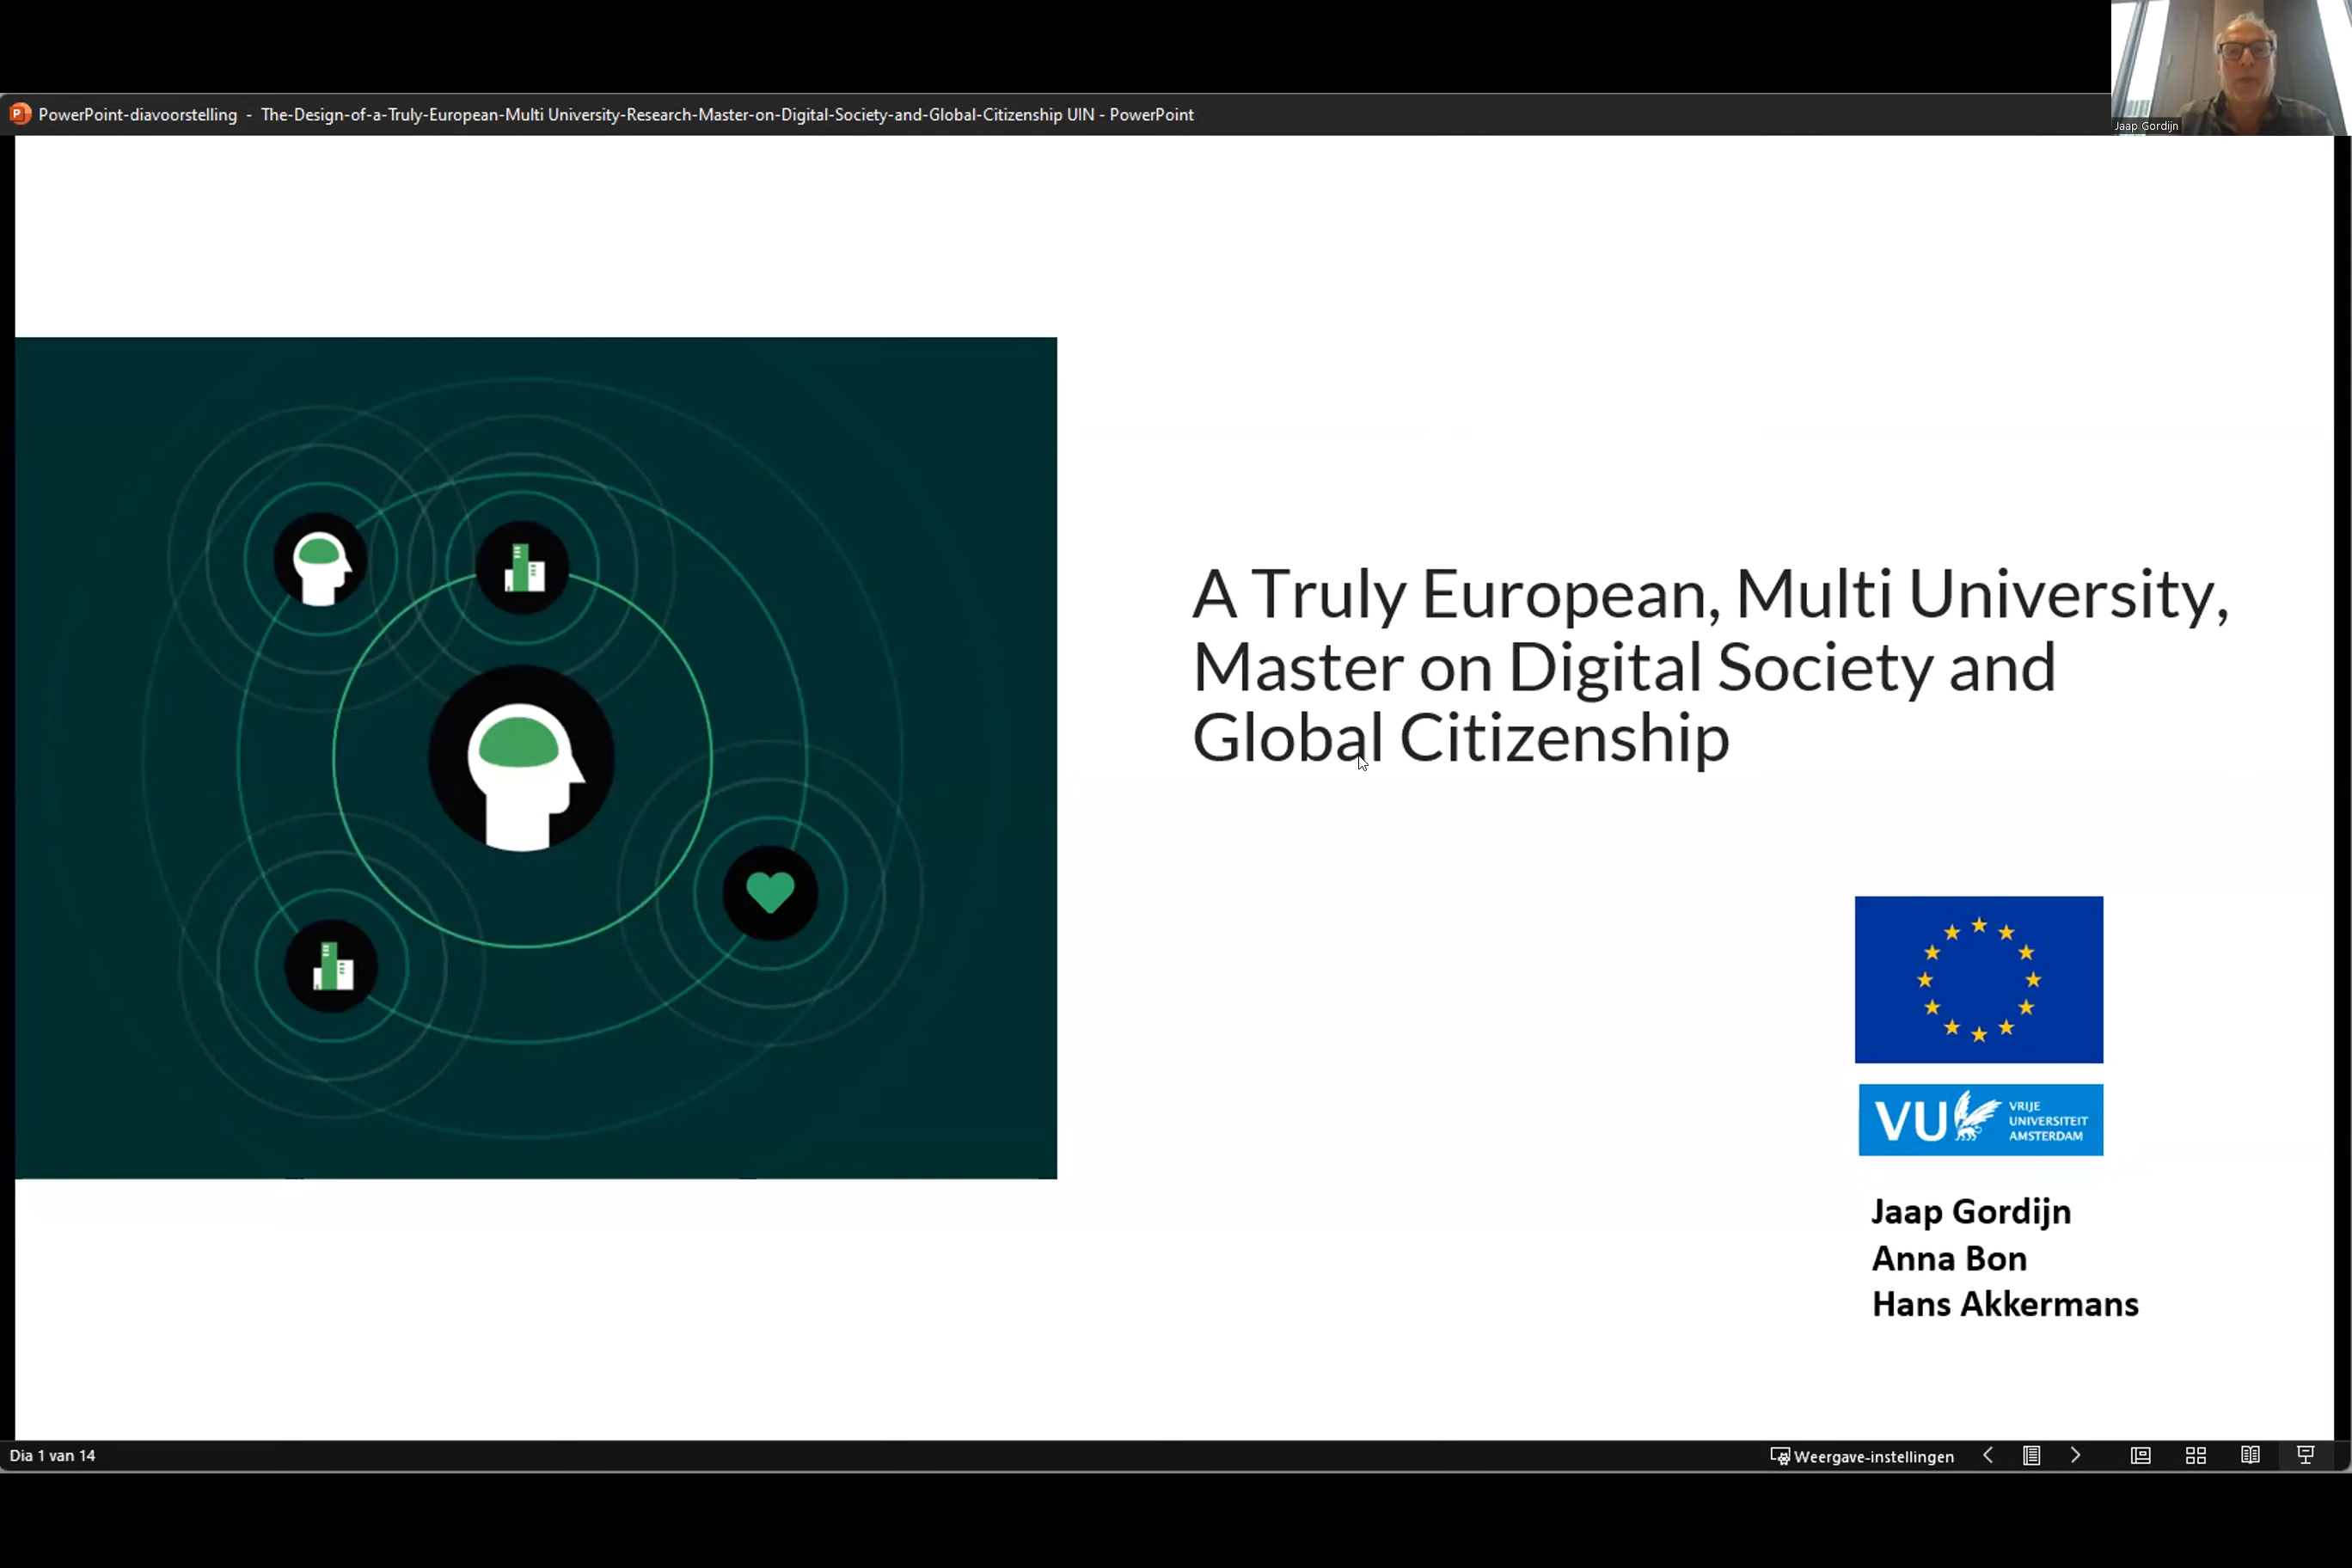 PowerPoint-diavoorstelling - The-Design-of-a-Truly-European-Multi University-Research-Master-on-Digital-Society-and-Global-Citizenship UIN - PowerPoint
Jaap Gordijn
A Truly European, Multi University,
Master on Digital Society and
Global Citizenship
VU VRIJE
UNIVERSITEIT
AMSTERDAM
Jaap Gordijn
Anna Bon
Hans Akkermans
Dia 1 van 14
Weergave-instellingen